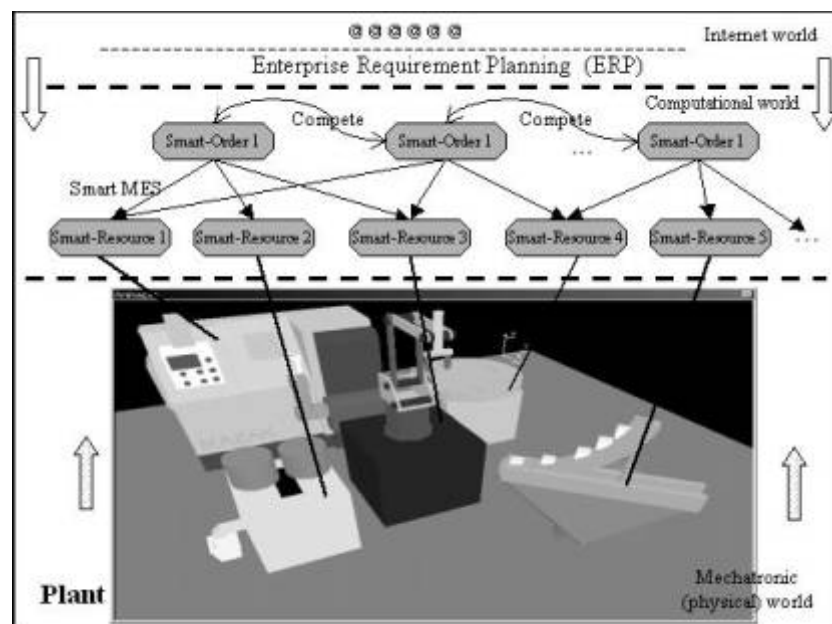 @ @ @ @ @ @
Internet world
Enterprise Requirement Planning (ERP)
Computational world
Compete
Compete
Smart-Order 1
Smart-Order 1
...
Smart-Order 1
Smart MES
Smart-Resource 1
Smart-Resource 2
Smart-Resource 3
Smart-Resource 4
Smart-Resource 5
...
Plant
Mechatronic
(physical) world